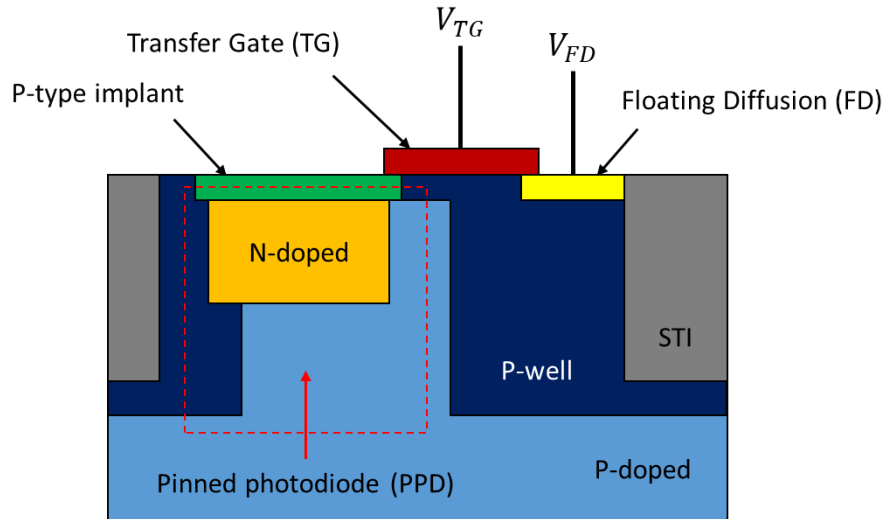 V_TG
Transfer Gate (TG)
V_FD
P-type implant
Floating Diffusion (FD)
N-doped
STI
P-well
Pinned photodiode (PPD)
P-doped